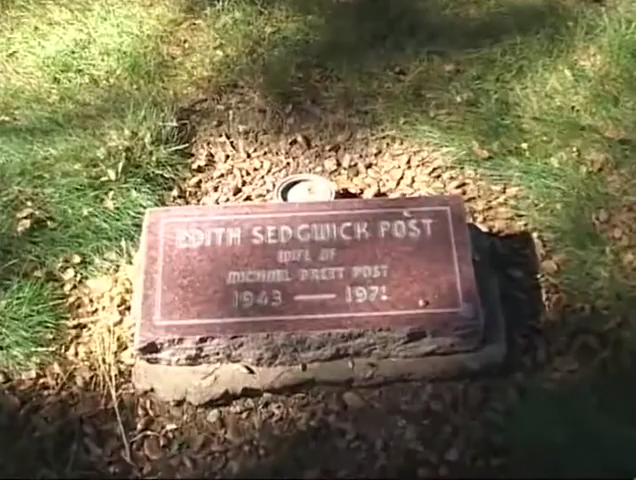 EDITH SEDGWICK POST
WIFE OF
MICHAEL BRETT POST
1943 — 1971